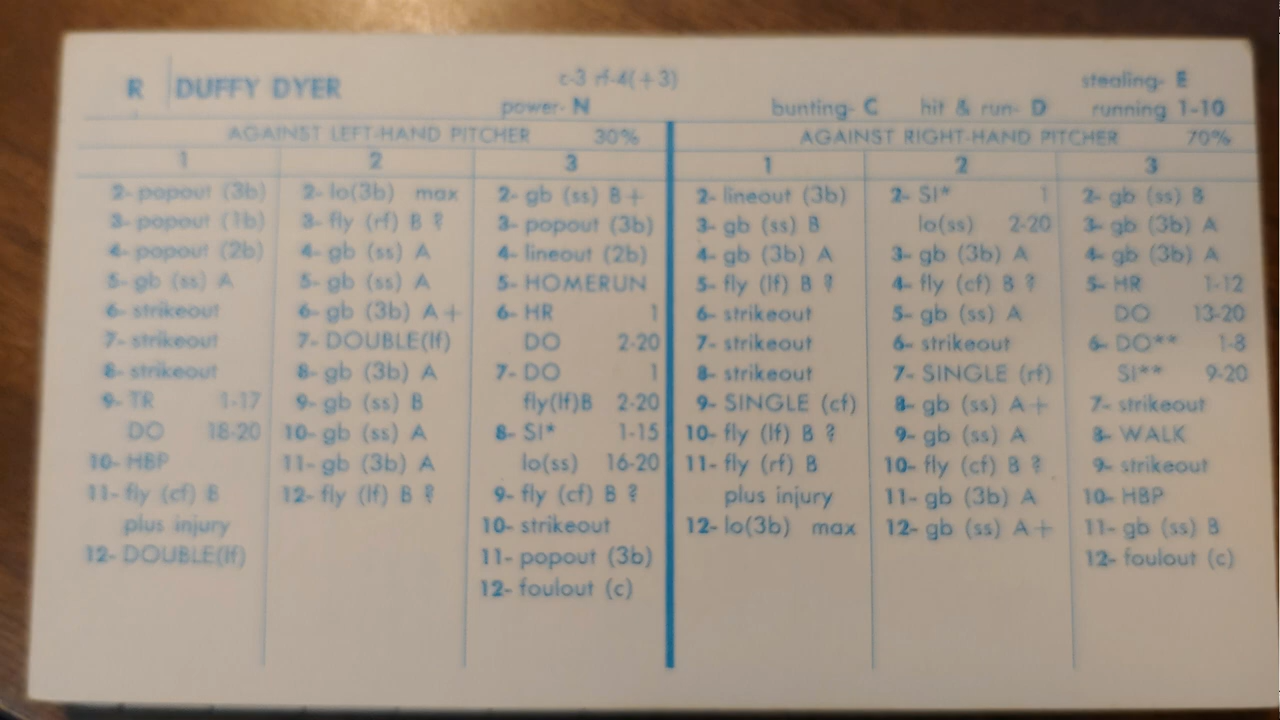 R DUFFY DYER c-3 rf-4(+3) stealing- E
power- N bunting- C hit & run- D running 1-10
AGAINST LEFT-HAND PITCHER 30% AGAINST RIGHT-HAND PITCHER 70%
1
2- popout (3b)
3- popout (1b)
4- popout (2b)
5- gb (ss) A
6- strikeout
7- strikeout
8- strikeout
9- TR 1-17
DO 18-20
10- HBP
11- fly (cf) B
plus injury
12- DOUBLE(lf)
2
2- lo(3b) max
3- fly (rf) B ?
4- gb (ss) A
5- gb (ss) A
6- gb (3b) A+
7- DOUBLE(lf)
8- gb (3b) A
9- gb (ss) B
10- gb (ss) A
11- gb (3b) A
12- fly (lf) B ?
3
2- gb (ss) B+
3- popout (3b)
4- lineout (2b)
5- HOMERUN
6- HR 1
DO 2-20
7- DO 1
fly(lf)B 2-20
8- SI* 1-15
lo(ss) 16-20
9- fly (cf) B ?
10- strikeout
11- popout (3b)
12- foulout (c)
1
2- lineout (3b)
3- gb (ss) B
4- gb (3b) A
5- fly (lf) B ?
6- strikeout
7- strikeout
8- strikeout
9- SINGLE (cf)
10- fly (lf) B ?
11- fly (rf) B
plus injury
12- lo(3b) max
2
2- SI* 1
lo(ss) 2-20
3- gb (3b) A
4- fly (cf) B ?
5- gb (ss) A
6- strikeout
7- SINGLE (rf)
8- gb (ss) A+
9- gb (ss) A
10- fly (cf) B ?
11- gb (3b) A
12- gb (ss) A+
3
2- gb (ss) B
3- gb (3b) A
4- gb (3b) A
5- HR 1-12
DO 13-20
6- DO** 1-8
SI** 9-20
7- strikeout
8- WALK
9- strikeout
10- HBP
11- gb (ss) B
12- foulout (c)